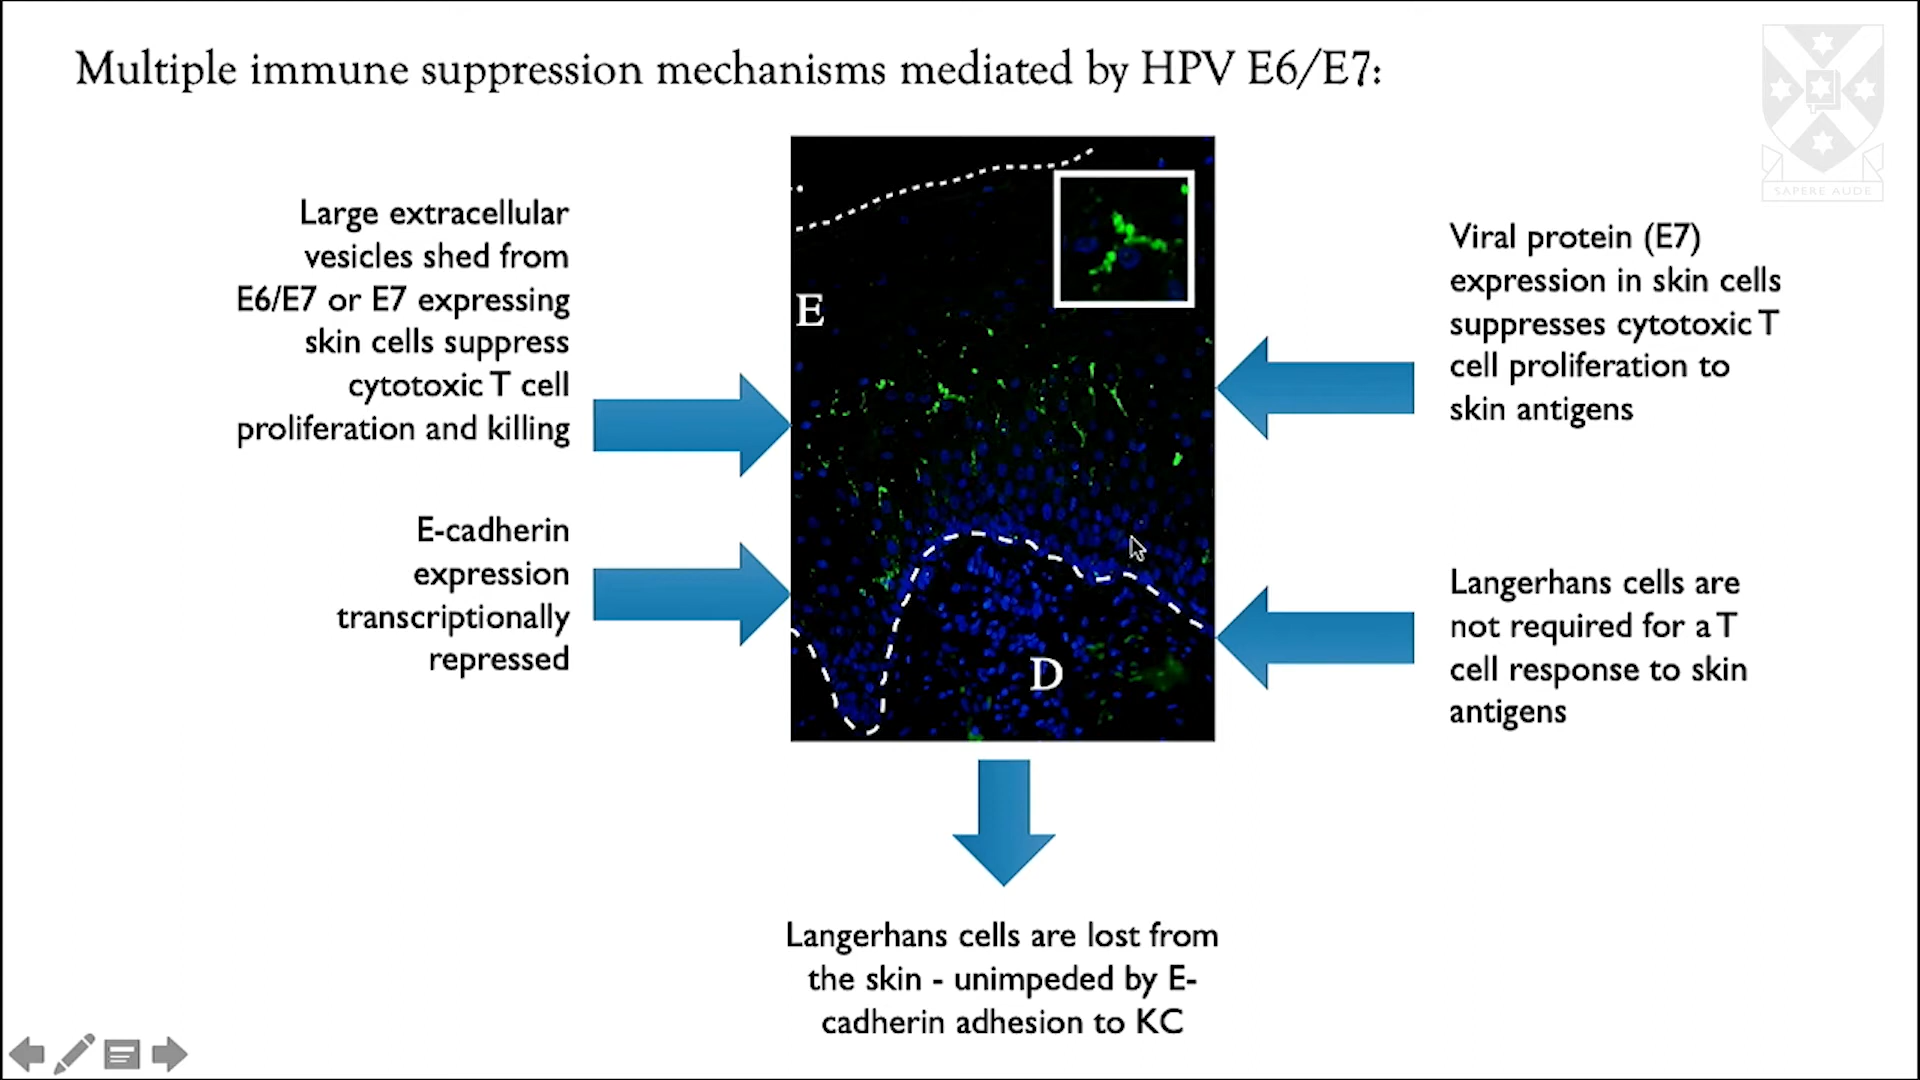 Multiple immune suppression mechanisms mediated by HPV E6/E7:
SAPERE AUDE
Large extracellular
vesicles shed from
E6/E7 or E7 expressing
skin cells suppress
cytotoxic T cell
proliferation and killing
E-cadherin
expression
transcriptionally
repressed
E
D
Viral protein (E7)
expression in skin cells
suppresses cytotoxic T
cell proliferation to
skin antigens
Langerhans cells are
not required for a T
cell response to skin
antigens
Langerhans cells are lost from
the skin - unimpeded by E-
cadherin adhesion to KC